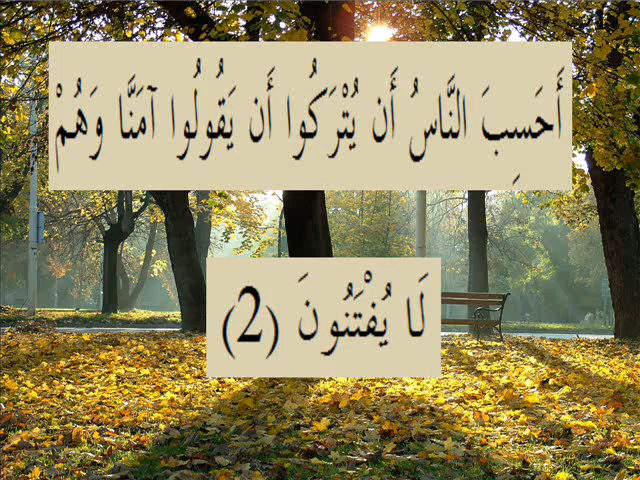 أَحَسِبَ النَّاسُ أَن يُتْرَكُوا أَن يَقُولُوا آمَنَّا وَهُمْ
لَا يُفْتَنُونَ (2)